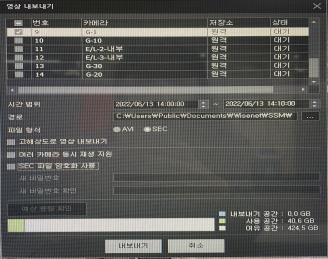 영상 내보내기
번호 카메라 저장소 상태
9 G-1 원격 대기
10 G-10 원격 대기
11 E/L-2-내부 원격 대기
12 E/L-3-내부 원격 대기
13 G-30 원격 대기
14 G-20 원격 대기
시간 범위 2022/06/13 14:00:00 ~ 2022/06/13 14:10:00
경로 C:₩Users₩Public₩Documents₩Wisenet₩SSM₩ ...
파일 형식 AVI SEC
고해상도로 영상 내보내기
여러 카메라 동시 재생 지원
SEC 파일 암호화 사용
새 비밀번호
새 비밀번호 확인
예상 용량 확인
내보내기 공간 : 0,0 GB
사용 공간 : 40,6 GB
여유 공간 : 424,5 GB
내보내기 취소